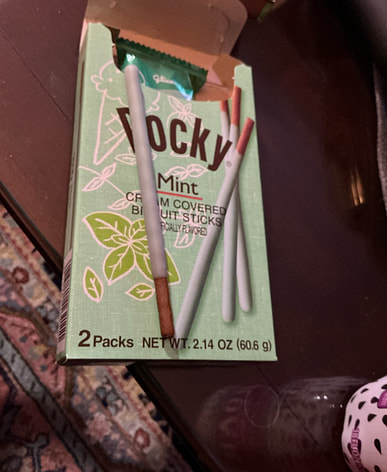 Pocky
Mint
CREAM COVERED
BISCUIT STICKS
2 Packs NET WT. 2.14 OZ (60.6 g)